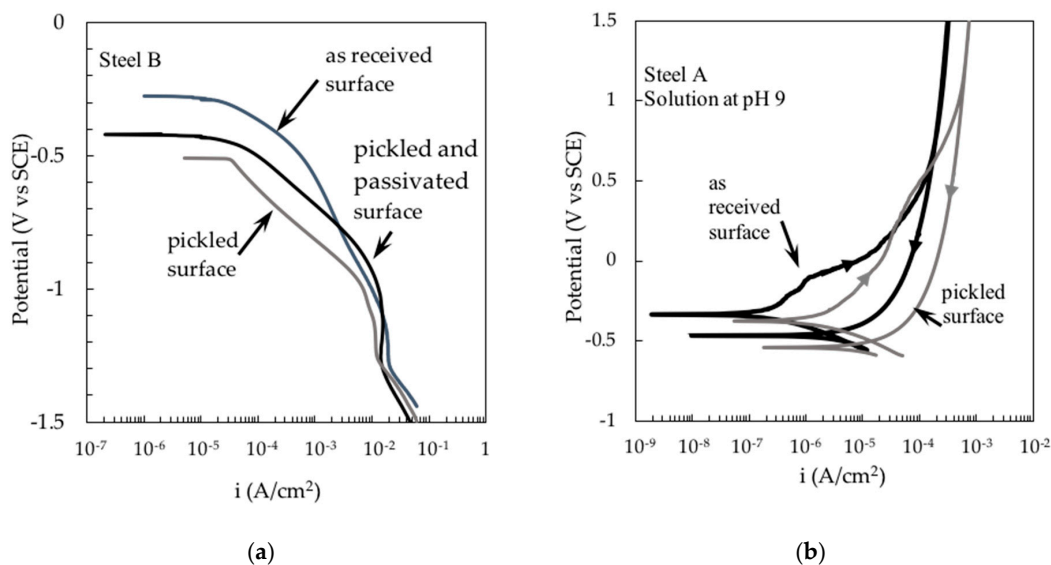 0
Steel B
as received
surface
-0.5
pickled and
passivated
surface
pickled
surface
-1
-1.5
Potential (V vs SCE)
10-7 10-6 10-5 10-4 10-3 10-2 10-1 1
i (A/cm2)
(a)
1.5
Steel A
Solution at pH 9
1
0.5
as
received
surface
0
pickled
surface
-0.5
-1
Potential (V vs SCE)
10-9 10-8 10-7 10-6 10-5 10-4 10-3 10-2
i (A/cm2)
(b)